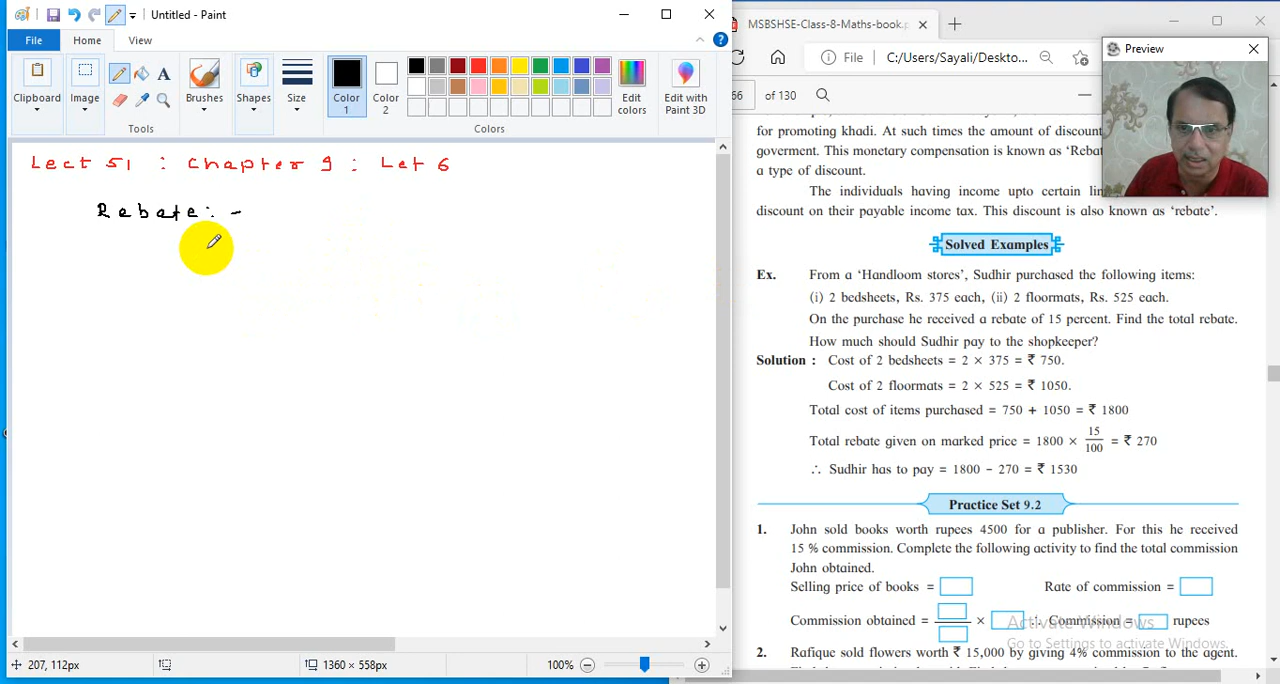 Untitled - Paint
File
Home
View
Clipboard
Image
Tools
Brushes
Shapes
Size
Color 1
Color 2
Colors
Edit colors
Edit with Paint 3D
Lect 51 : Chapter 9 : Let 6
Rebate : -
207, 112px
1360 × 558px
100%
MSBSHSE-Class-8-Maths-book.p
File
C:/Users/Sayali/Deskto...
66 of 130
Preview
for promoting khadi. At such times the amount of discount
goverment. This monetary compensation is known as ‘Rebat
a type of discount.
The individuals having income upto certain lim
discount on their payable income tax. This discount is also known as ‘rebate’.
Solved Examples
Ex. From a ‘Handloom stores’, Sudhir purchased the following items:
(i) 2 bedsheets, Rs. 375 each, (ii) 2 floormats, Rs. 525 each.
On the purchase he received a rebate of 15 percent. Find the total rebate.
How much should Sudhir pay to the shopkeeper?
Solution : Cost of 2 bedsheets = 2 × 375 = ₹ 750.
Cost of 2 floormats = 2 × 525 = ₹ 1050.
Total cost of items purchased = 750 + 1050 = ₹ 1800
Total rebate given on marked price = 1800 × 15/100 = ₹ 270
∴ Sudhir has to pay = 1800 - 270 = ₹ 1530
Practice Set 9.2
1. John sold books worth rupees 4500 for a publisher. For this he received
15 % commission. Complete the following activity to find the total commission
John obtained.
Selling price of books = Rate of commission =
Commission obtained = × ∴ Commission = rupees
Activate Windows
Go to Settings to activate Windows.
2. Rafique sold flowers worth ₹ 15,000 by giving 4% commission to the agent.